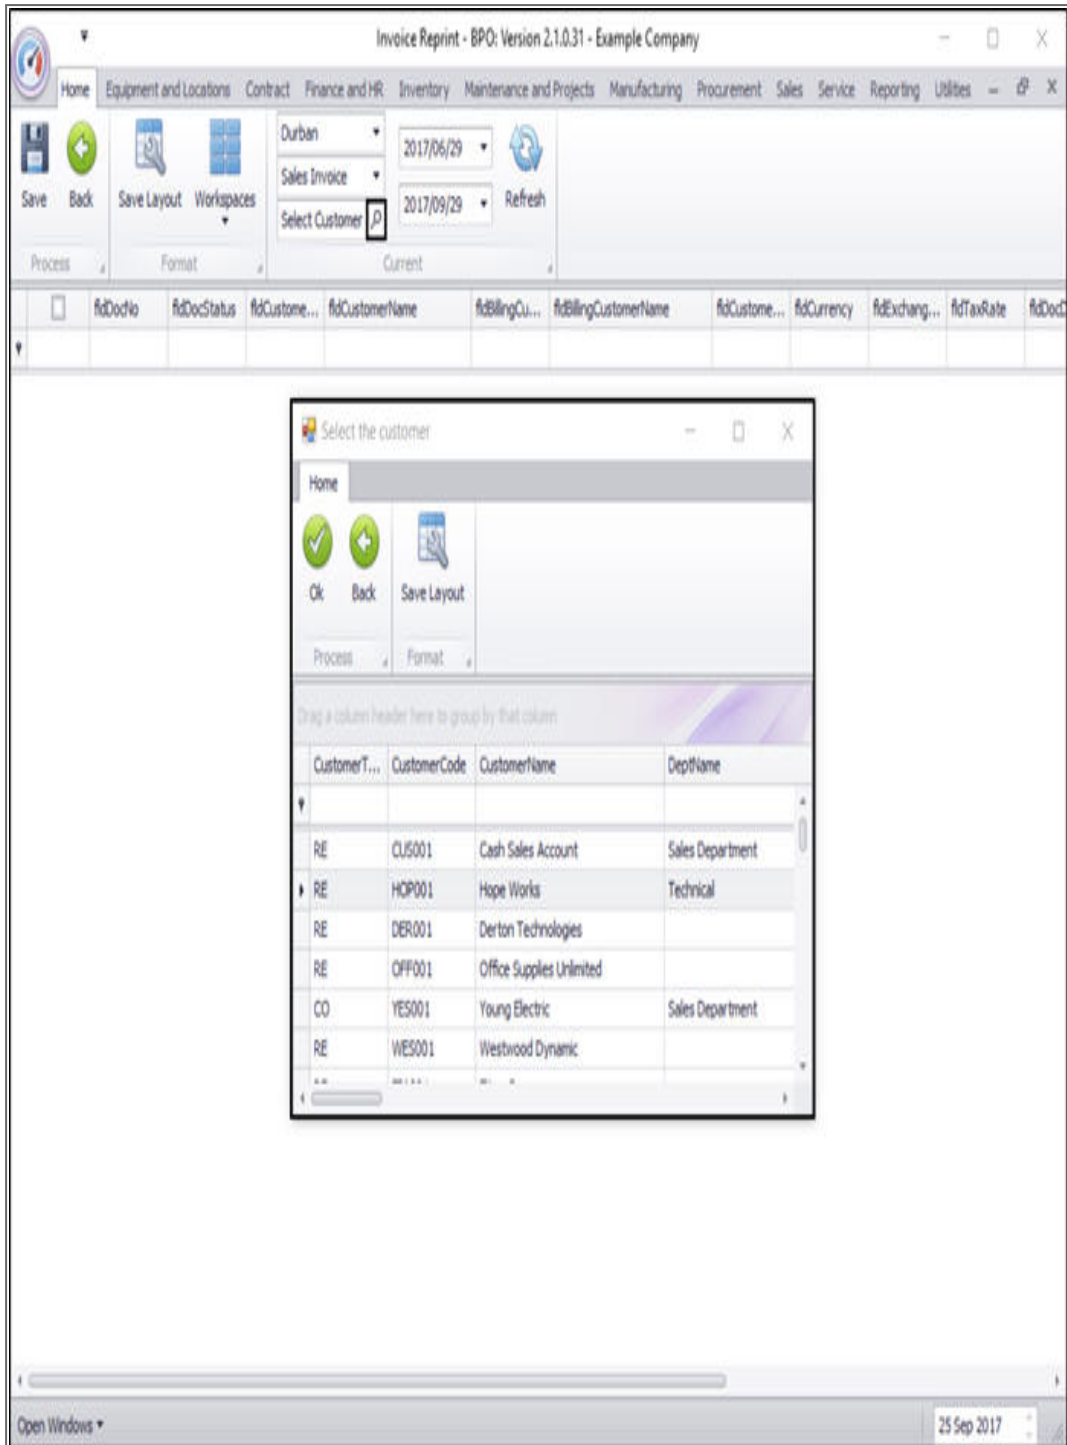 Invoice Reprint - BPO: Version 2.1.0.31 - Example Company
Home Equipment and Locations Contract Finance and HR Inventory Maintenance and Projects Manufacturing Procurement Sales Service Reporting Utilities
Durban 2017/06/29
Sales Invoice
Select Customer 2017/09/29
Save Back Save Layout Workspaces Refresh
Process Format Current
fldDocNo fldDocStatus fldCustome... fldCustomerName fldBillingCu... fldBillingCustomerName fldCustome... fldCurrency fldExchang... fldTaxRate fldDocD
Select the customer
Home
Ok Back Save Layout
Process Format
Drag a column header here to group by that column
CustomerT... CustomerCode CustomerName DeptName
RE CUS001 Cash Sales Account Sales Department
RE HOP001 Hope Works Technical
RE DER001 Derton Technologies
RE OFF001 Office Supplies Unlimited
CO YES001 Young Electric Sales Department
RE WES001 Westwood Dynamic
Open Windows 25 Sep 2017